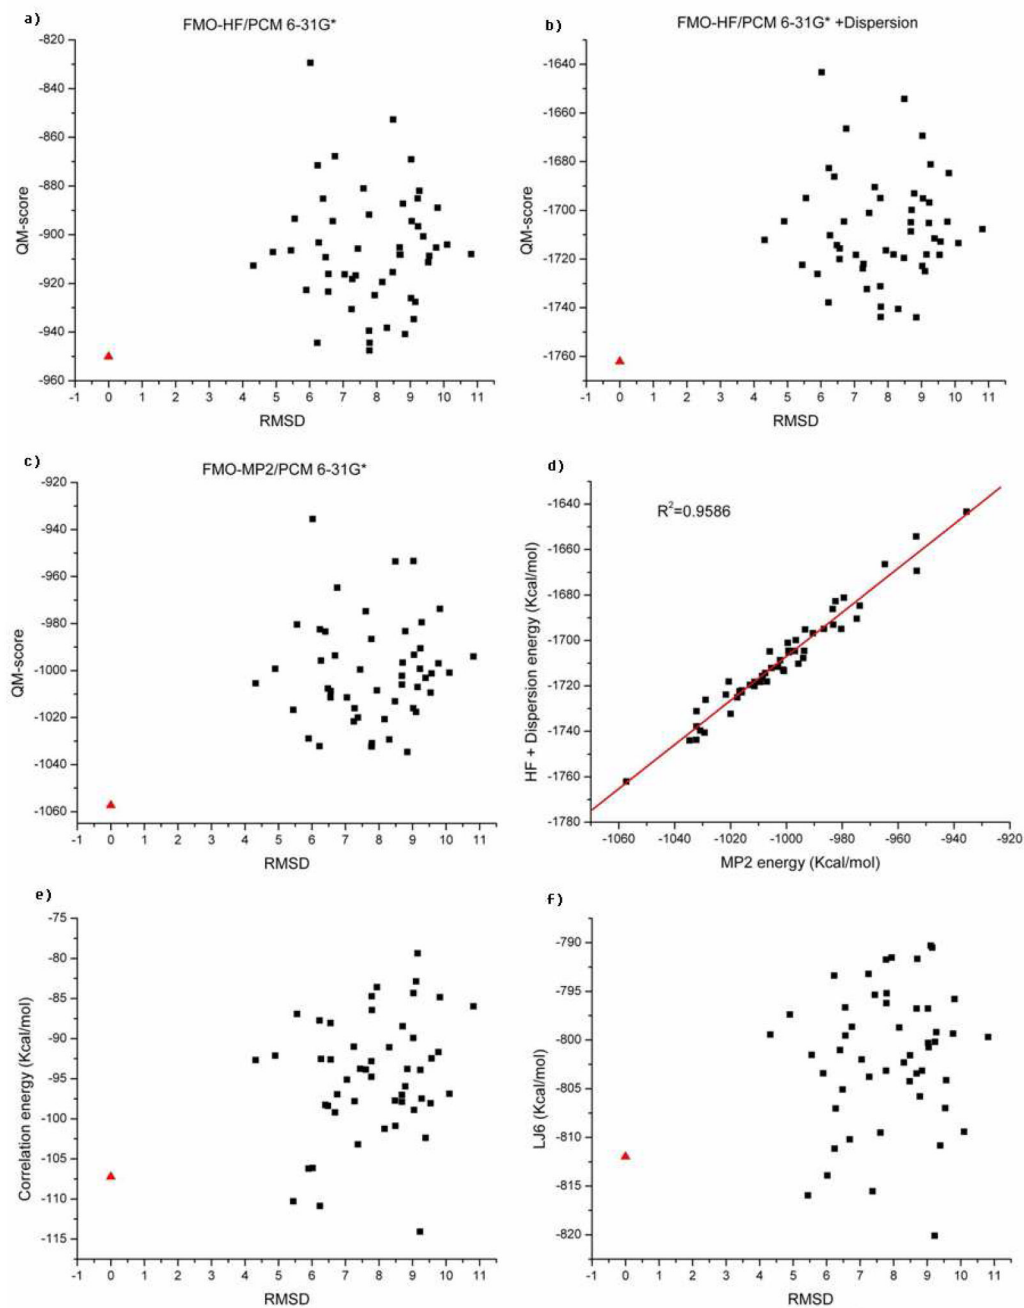 a)
FMO-HF/PCM 6-31G*
-820
-840
-860
-880
-900
-920
-940
-960
QM-score
-1 0 1 2 3 4 5 6 7 8 9 10 11
RMSD
b)
FMO-HF/PCM 6-31G* +Dispersion
-1640
-1660
-1680
-1700
-1720
-1740
-1760
QM-score
-1 0 1 2 3 4 5 6 7 8 9 10 11
RMSD
c)
FMO-MP2/PCM 6-31G*
-920
-940
-960
-980
-1000
-1020
-1040
-1060
QM-score
-1 0 1 2 3 4 5 6 7 8 9 10 11
RMSD
d)
R²=0.9586
-1640
-1660
-1680
-1700
-1720
-1740
-1760
-1780
HF + Dispersion energy (Kcal/mol)
-1060 -1040 -1020 -1000 -980 -960 -940 -920
MP2 energy (Kcal/mol)
e)
-75
-80
-85
-90
-95
-100
-105
-110
-115
Correlation energy (Kcal/mol)
-1 0 1 2 3 4 5 6 7 8 9 10 11
RMSD
f)
-790
-795
-800
-805
-810
-815
-820
LJ6 (Kcal/mol)
-1 0 1 2 3 4 5 6 7 8 9 10 11
RMSD